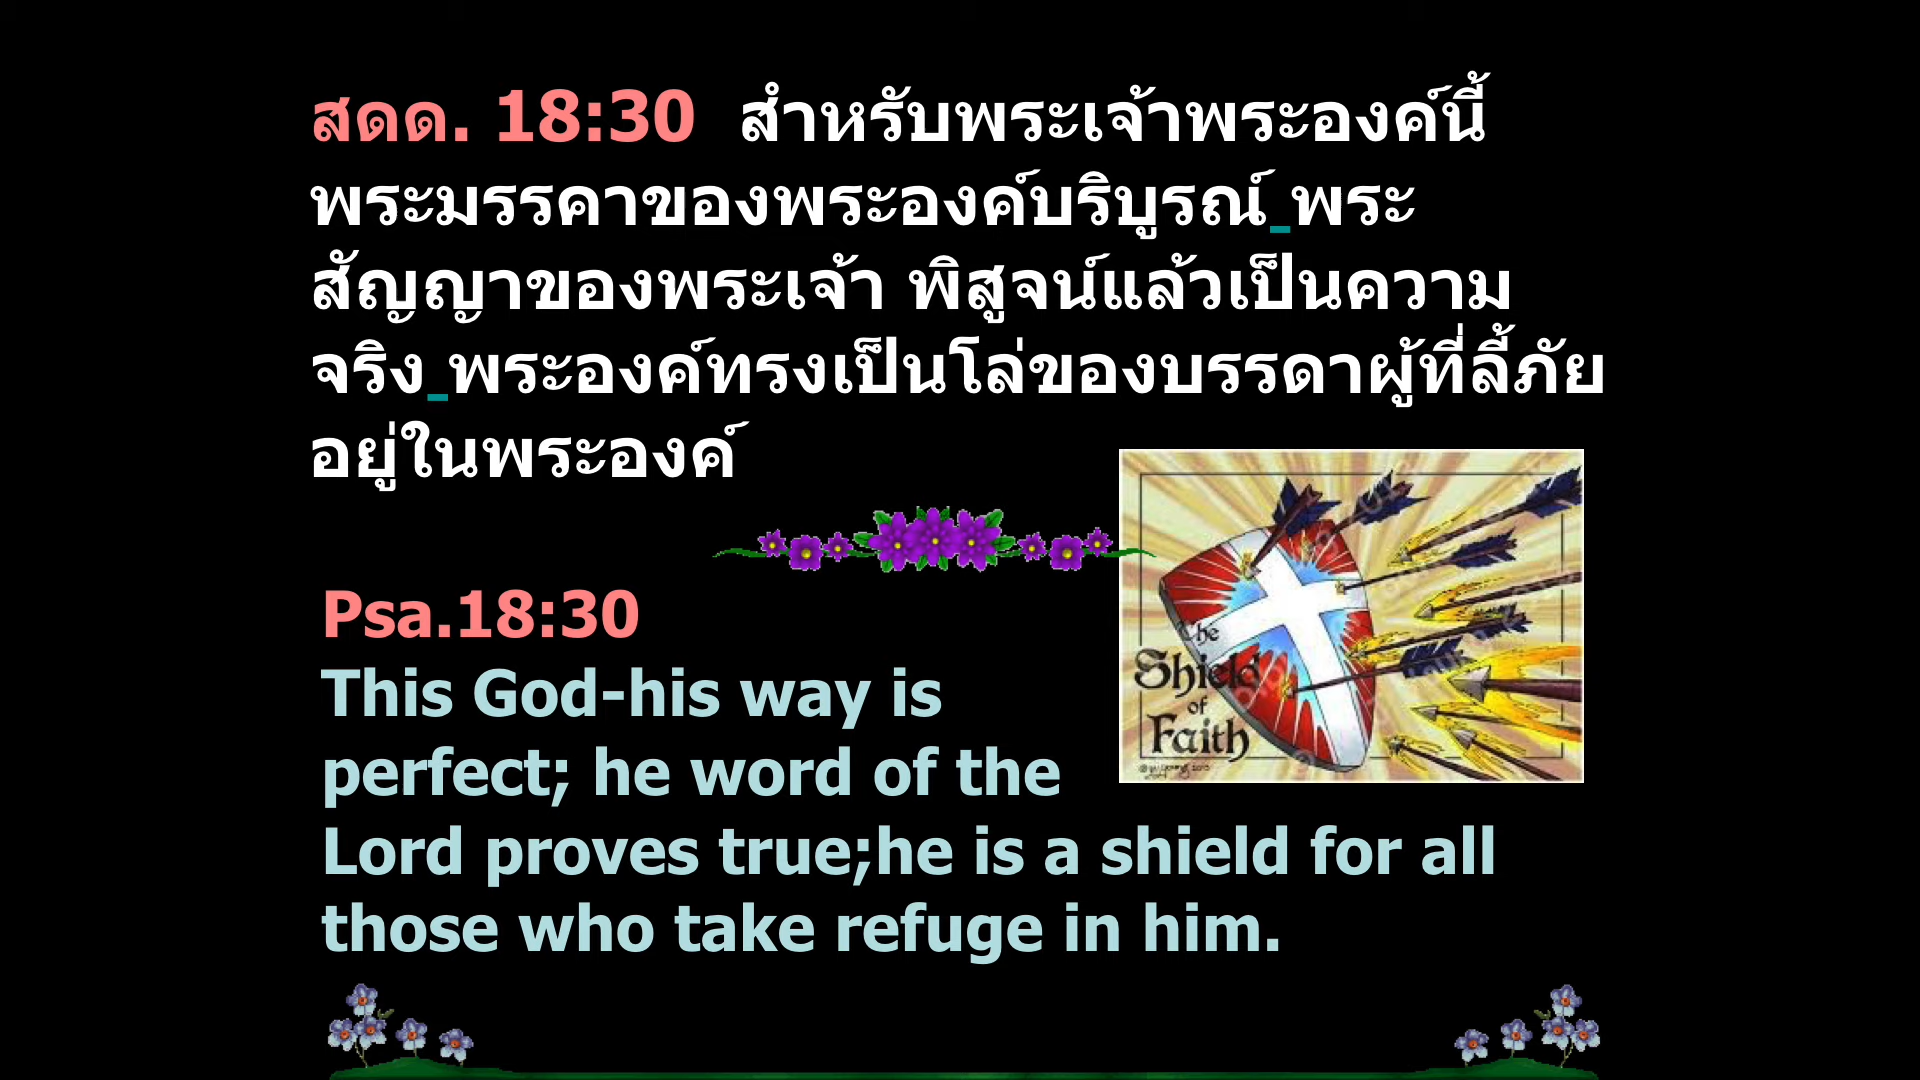 สดด. 18:30 สำหรับพระเจ้าพระองค์นี้
พระมรรคาของพระองค์บริบูรณ์ พระ
สัญญาของพระเจ้า พิสูจน์แล้วเป็นความ
จริง พระองค์ทรงเป็นโล่ของบรรดาผู้ที่ลี้ภัย
อยู่ในพระองค์
Psa.18:30
This God-his way is
perfect; he word of the
Lord proves true;he is a shield for all
those who take refuge in him.
The
Shield
of
Faith